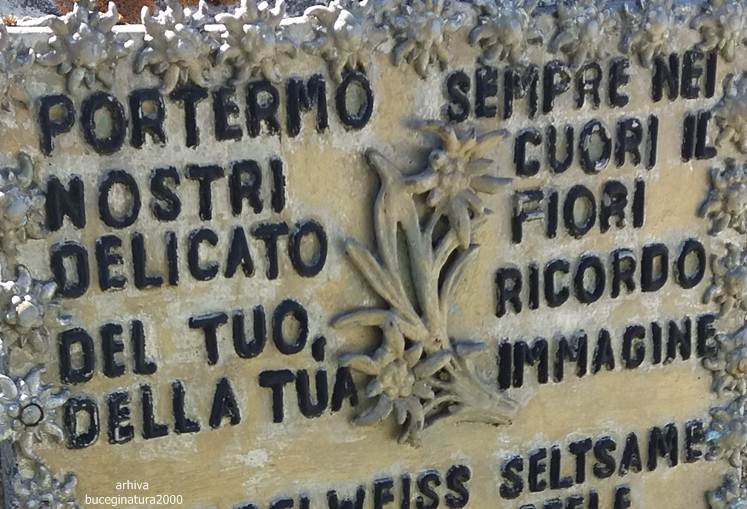 PORTERMO SEMPRE NEI
NOSTRI CUORI IL
DELICATO FIORI
DEL TUO, RICORDO
DELLA TUA IMMAGINE
SELTSAME
arhiva
buceginatura2000